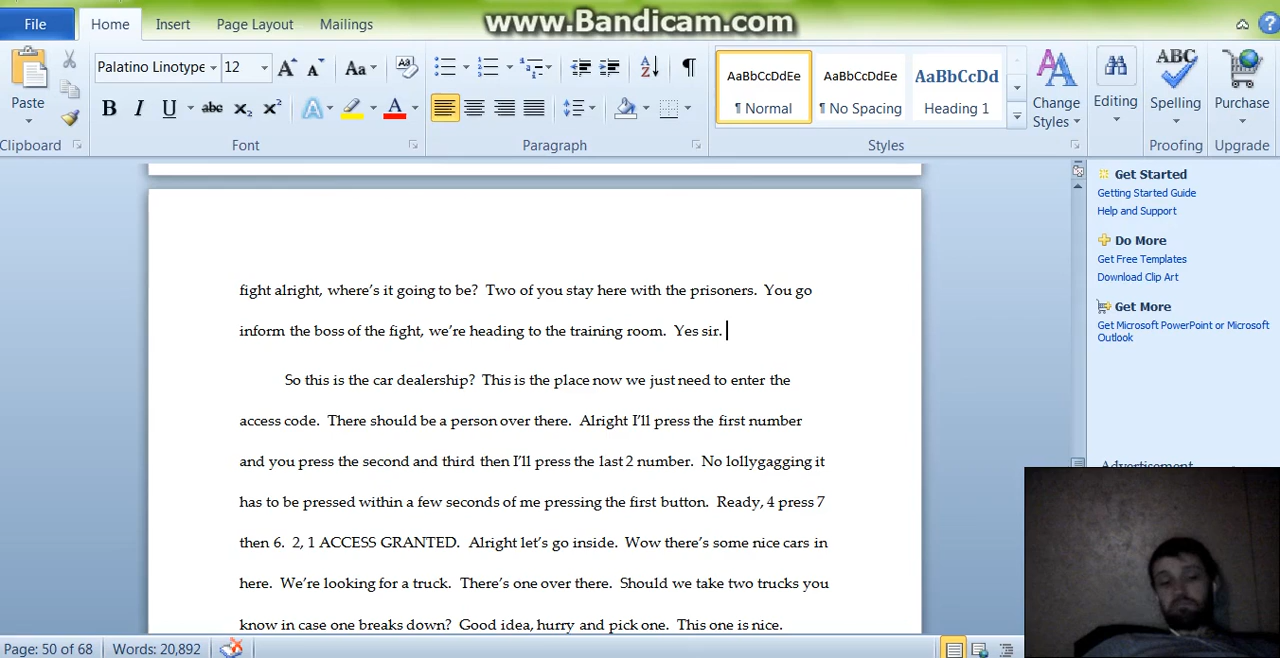 www.Bandicam.com
File Home Insert Page Layout Mailings
Paste
Clipboard
Palatino Linotype 12 A A Aa
B I U abc X2 X2 A A
Font
Paragraph
AaBbCcDdEe AaBbCcDdEe AaBbCcDd
¶ Normal ¶ No Spacing Heading 1
Change Styles
Styles
Editing
ABC
Spelling
Proofing
Purchase
Upgrade
fight alright, where's it going to be?  Two of you stay here with the prisoners.  You go
inform the boss of the fight, we're heading to the training room.  Yes sir.
So this is the car dealership?  This is the place now we just need to enter the
access code.  There should be a person over there.  Alright I'll press the first number
and you press the second and third then I'll press the last 2 number.  No lollygagging it
has to be pressed within a few seconds of me pressing the first button.  Ready, 4 press 7
then 6.  2, 1 ACCESS GRANTED.  Alright let's go inside.  Wow there's some nice cars in
here.  We're looking for a truck.  There's one over there.  Should we take two trucks you
know in case one breaks down?  Good idea, hurry and pick one.  This one is nice.
Get Started
Getting Started Guide
Help and Support
Do More
Get Free Templates
Download Clip Art
Get More
Get Microsoft PowerPoint or Microsoft
Outlook
Advertisement
Page: 50 of 68 Words: 20,892